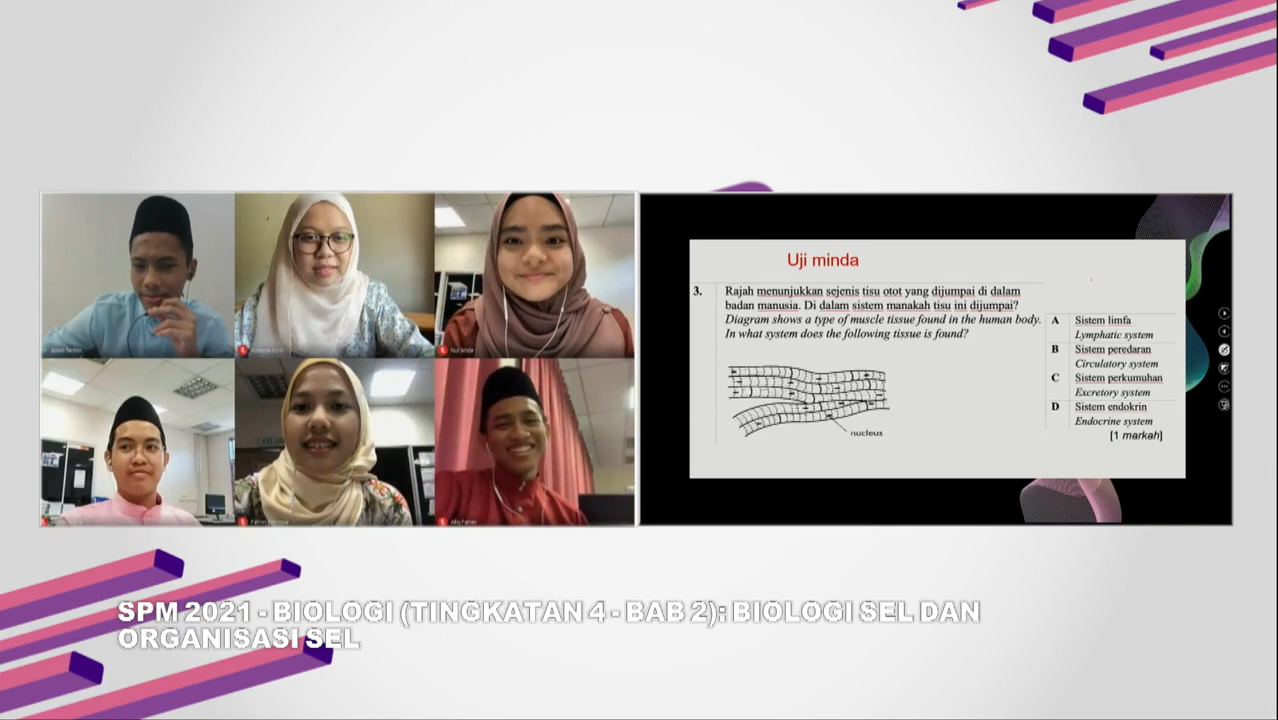 Uji minda
3.
Rajah menunjukkan sejenis tisu otot yang dijumpai di dalam
badan manusia. Di dalam sistem manakah tisu ini dijumpai?
Diagram shows a type of muscle tissue found in the human body.
In what system does the following tissue is found?
nucleus
A Sistem limfa
Lymphatic system
B Sistem peredaran
Circulatory system
C Sistem perkumuhan
Excretory system
D Sistem endokrin
Endocrine system
[1 markah]
SPM 2021 - BIOLOGI (TINGKATAN 4 - BAB 2): BIOLOGI SEL DAN
ORGANISASI SEL